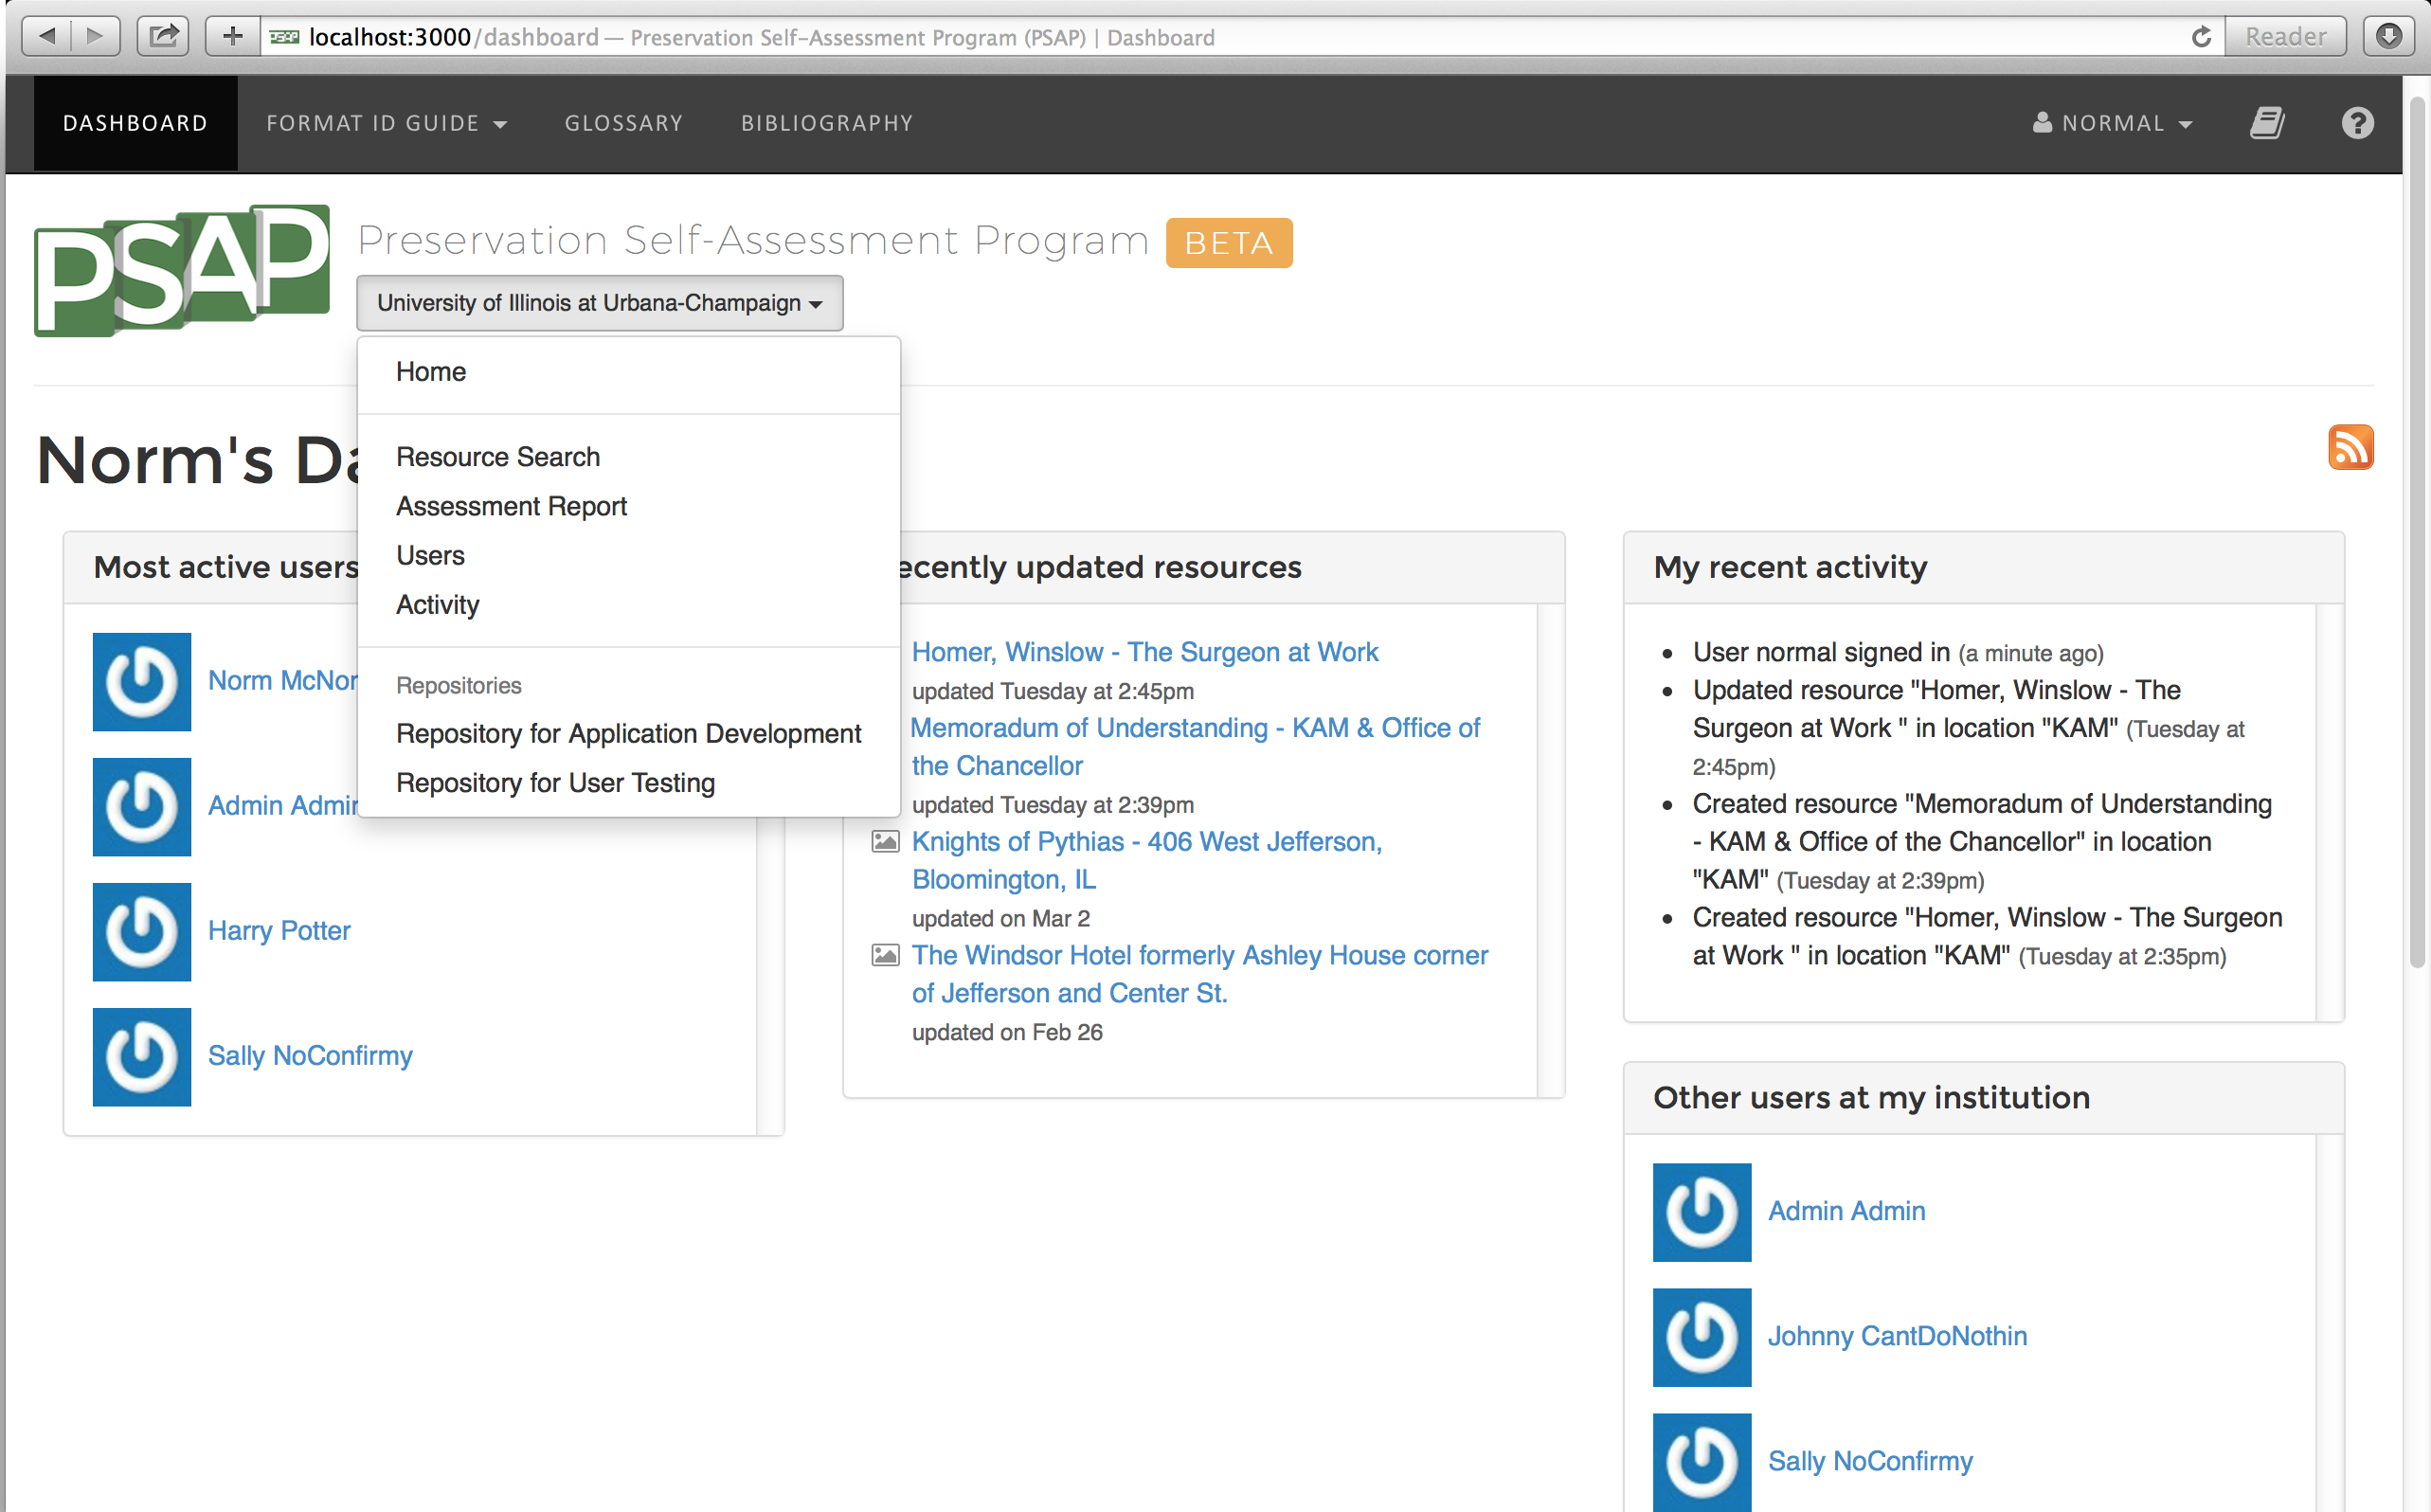 localhost:3000/dashboard — Preservation Self-Assessment Program (PSAP) | Dashboard
Reader
DASHBOARD
FORMAT ID GUIDE
GLOSSARY
BIBLIOGRAPHY
NORMAL
PSAP
Preservation Self-Assessment Program BETA
University of Illinois at Urbana-Champaign
Home
Resource Search
Assessment Report
Users
Activity
Repositories
Repository for Application Development
Repository for User Testing
Norm's Da
Most active users
Norm McNor
Admin Admin
Harry Potter
Sally NoConfirmy
ecently updated resources
Homer, Winslow - The Surgeon at Work
updated Tuesday at 2:45pm
Memoradum of Understanding - KAM & Office of
the Chancellor
updated Tuesday at 2:39pm
Knights of Pythias - 406 West Jefferson,
Bloomington, IL
updated on Mar 2
The Windsor Hotel formerly Ashley House corner
of Jefferson and Center St.
updated on Feb 26
My recent activity
User normal signed in (a minute ago)
Updated resource "Homer, Winslow - The
Surgeon at Work " in location "KAM" (Tuesday at
2:45pm)
Created resource "Memoradum of Understanding
- KAM & Office of the Chancellor" in location
"KAM" (Tuesday at 2:39pm)
Created resource "Homer, Winslow - The Surgeon
at Work " in location "KAM" (Tuesday at 2:35pm)
Other users at my institution
Admin Admin
Johnny CantDoNothin
Sally NoConfirmy